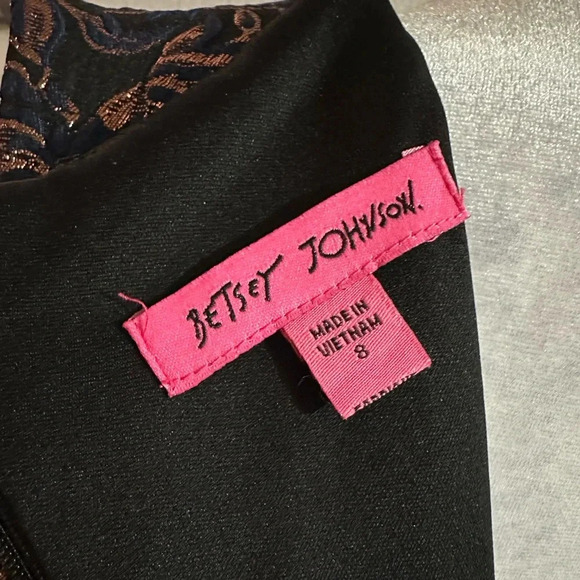 BETSEY JOHNSON.
MADE IN
VIETNAM
8